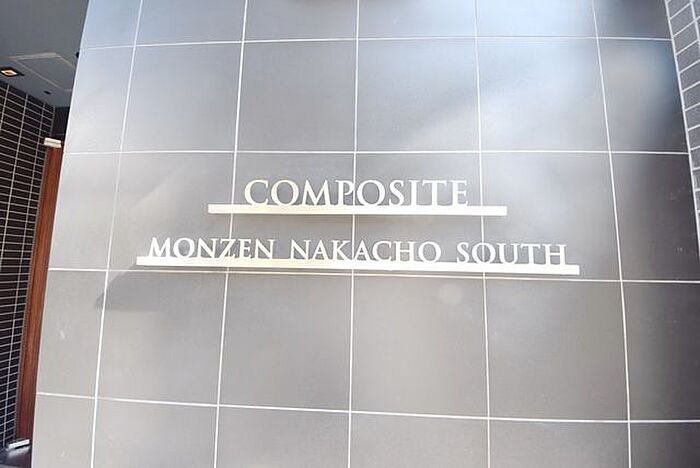 COMPOSITE
MONZEN NAKACHO SOUTH